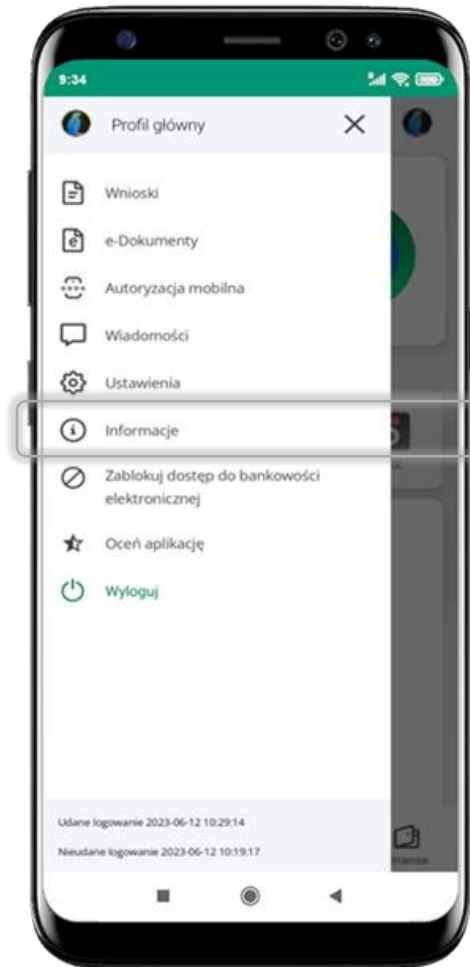 9:34
Profil główny
Wnioski
e-Dokumenty
Autoryzacja mobilna
Wiadomości
Ustawienia
Informacje
Zablokuj dostęp do bankowości
elektronicznej
Oceń aplikację
Wyloguj
Udane logowanie 2023-06-12 10:29:14
Nieudane logowanie 2023-06-12 10:19:17